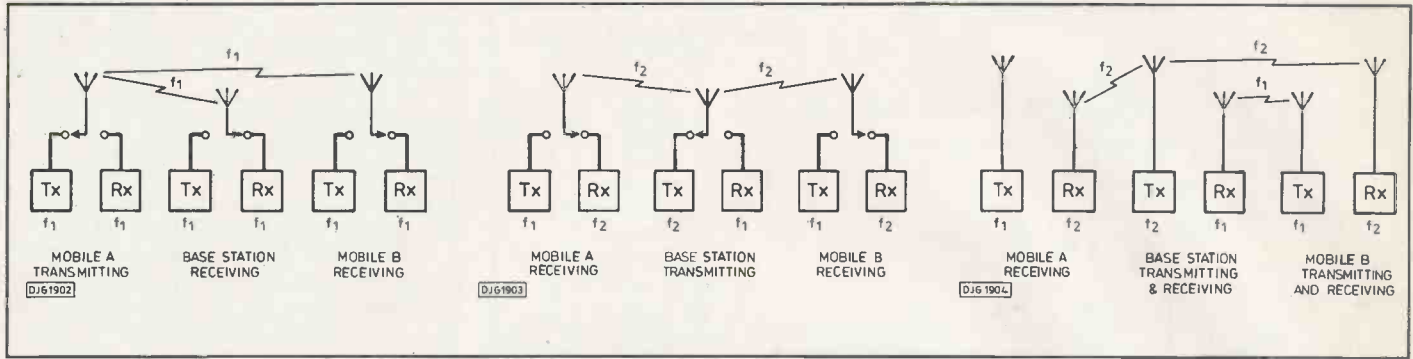 f1
f1
Tx Rx Tx Rx Tx Rx
f1 f1 f1 f1 f1 f1
MOBILE A
TRANSMITTING
BASE STATION
RECEIVING
MOBILE B
RECEIVING
DJG1902
f2 f2
Tx Rx Tx Rx Tx Rx
f1 f2 f2 f1 f1 f2
MOBILE A
RECEIVING
BASE STATION
TRANSMITTING
MOBILE B
RECEIVING
DJG1903
f2
f2
f1
Tx Rx Tx Rx Tx Rx
f1 f2 f2 f1 f1 f2
MOBILE A
RECEIVING
BASE STATION
TRANSMITTING
& RECEIVING
MOBILE B
TRANSMITTING
AND RECEIVING
DJG1904